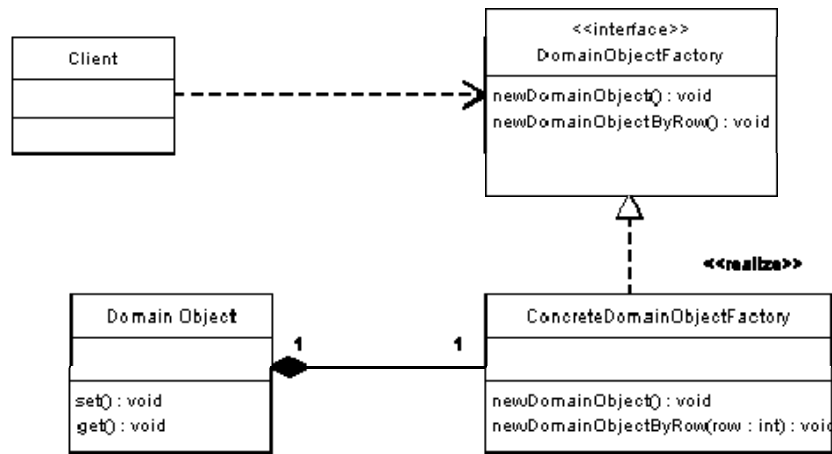 Client
<<interface>>
DomainObjectFactory
newDomainObject() : void
newDomainObjectByRow() : void
<<realize>>
Domain Object
1
1
set() : void
get() : void
ConcreteDomainObjectFactory
newDomainObject() : void
newDomainObjectByRow(row : int) : void